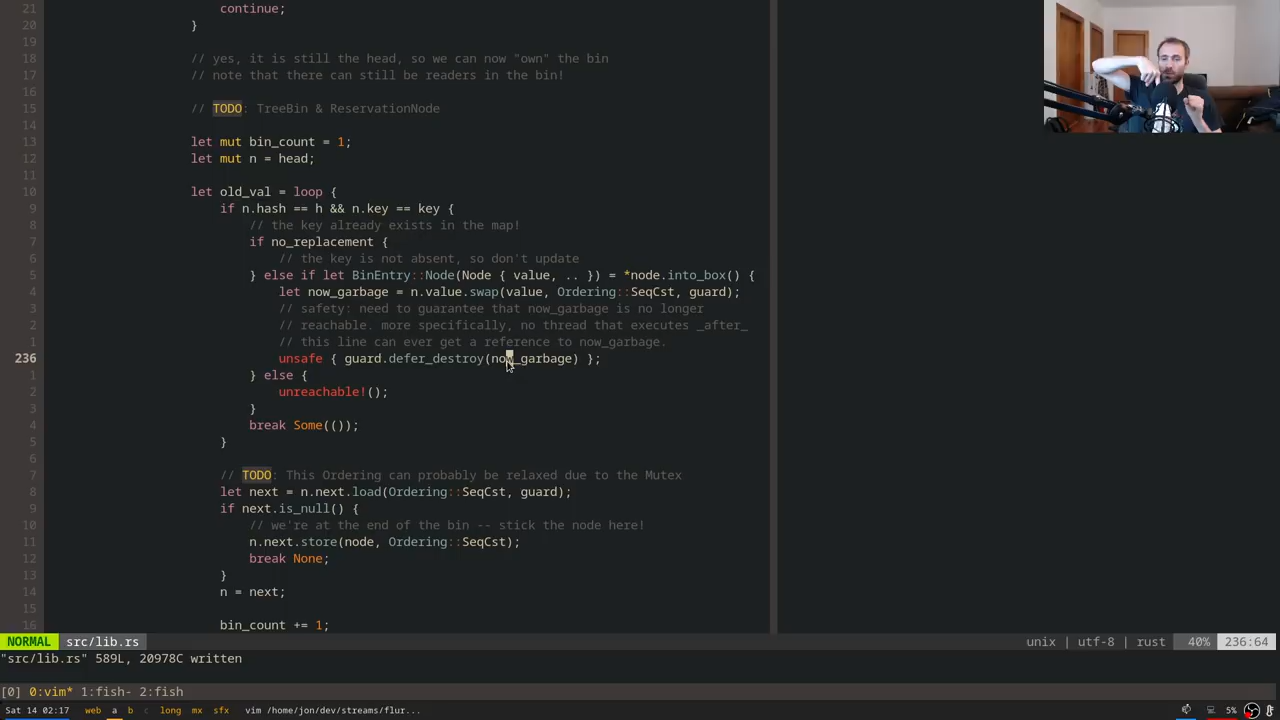 21 continue;
20 }
19
18 // yes, it is still the head, so we can now "own" the bin
17 // note that there can still be readers in the bin!
16
15 // TODO: TreeBin & ReservationNode
14
13 let mut bin_count = 1;
12 let mut n = head;
11
10 let old_val = loop {
9 if n.hash == h && n.key == key {
8 // the key already exists in the map!
7 if no_replacement {
6 // the key is not absent, so don't update
5 } else if let BinEntry::Node(Node { value, .. }) = *node.into_box() {
4 let now_garbage = n.value.swap(value, Ordering::SeqCst, guard);
3 // safety: need to guarantee that now_garbage is no longer
2 // reachable. more specifically, no thread that executes _after_
1 // this line can ever get a reference to now_garbage.
236 unsafe { guard.defer_destroy(now_garbage) };
1 } else {
2 unreachable!();
3 }
4 break Some(());
5 }
6
7 // TODO: This Ordering can probably be relaxed due to the Mutex
8 let next = n.next.load(Ordering::SeqCst, guard);
9 if next.is_null() {
10 // we're at the end of the bin -- stick the node here!
11 n.next.store(node, Ordering::SeqCst);
12 break None;
13 }
14 n = next;
15
16 bin_count += 1;
NORMAL src/lib.rs unix | utf-8 | rust 40% 236:64
"src/lib.rs" 589L, 20978C written
[0] 0:vim* 1:fish- 2:fish
Sat 14 02:17 web a b c long mx sfx vim /home/jon/dev/streams/flur... 5%